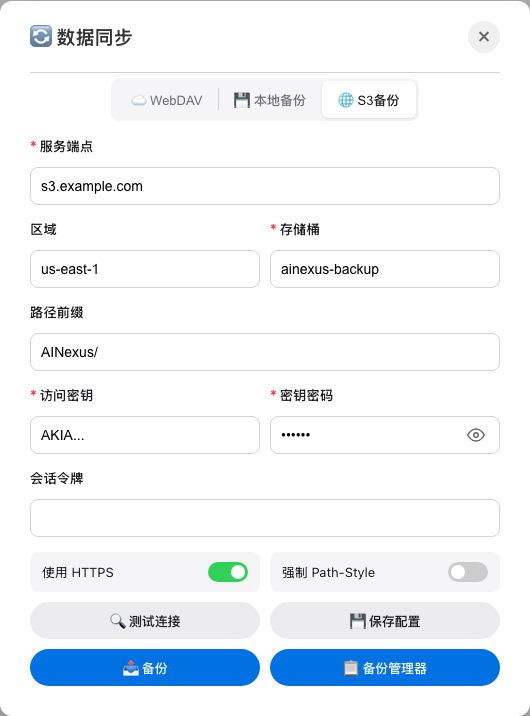 数据同步
WebDAV 本地备份 S3备份
* 服务端点
s3.example.com
区域 * 存储桶
us-east-1 ainexus-backup
路径前缀
AINexus/
* 访问密钥 * 密钥密码
AKIA... ••••••
会话令牌
使用 HTTPS 强制 Path-Style
测试连接 保存配置
备份 备份管理器